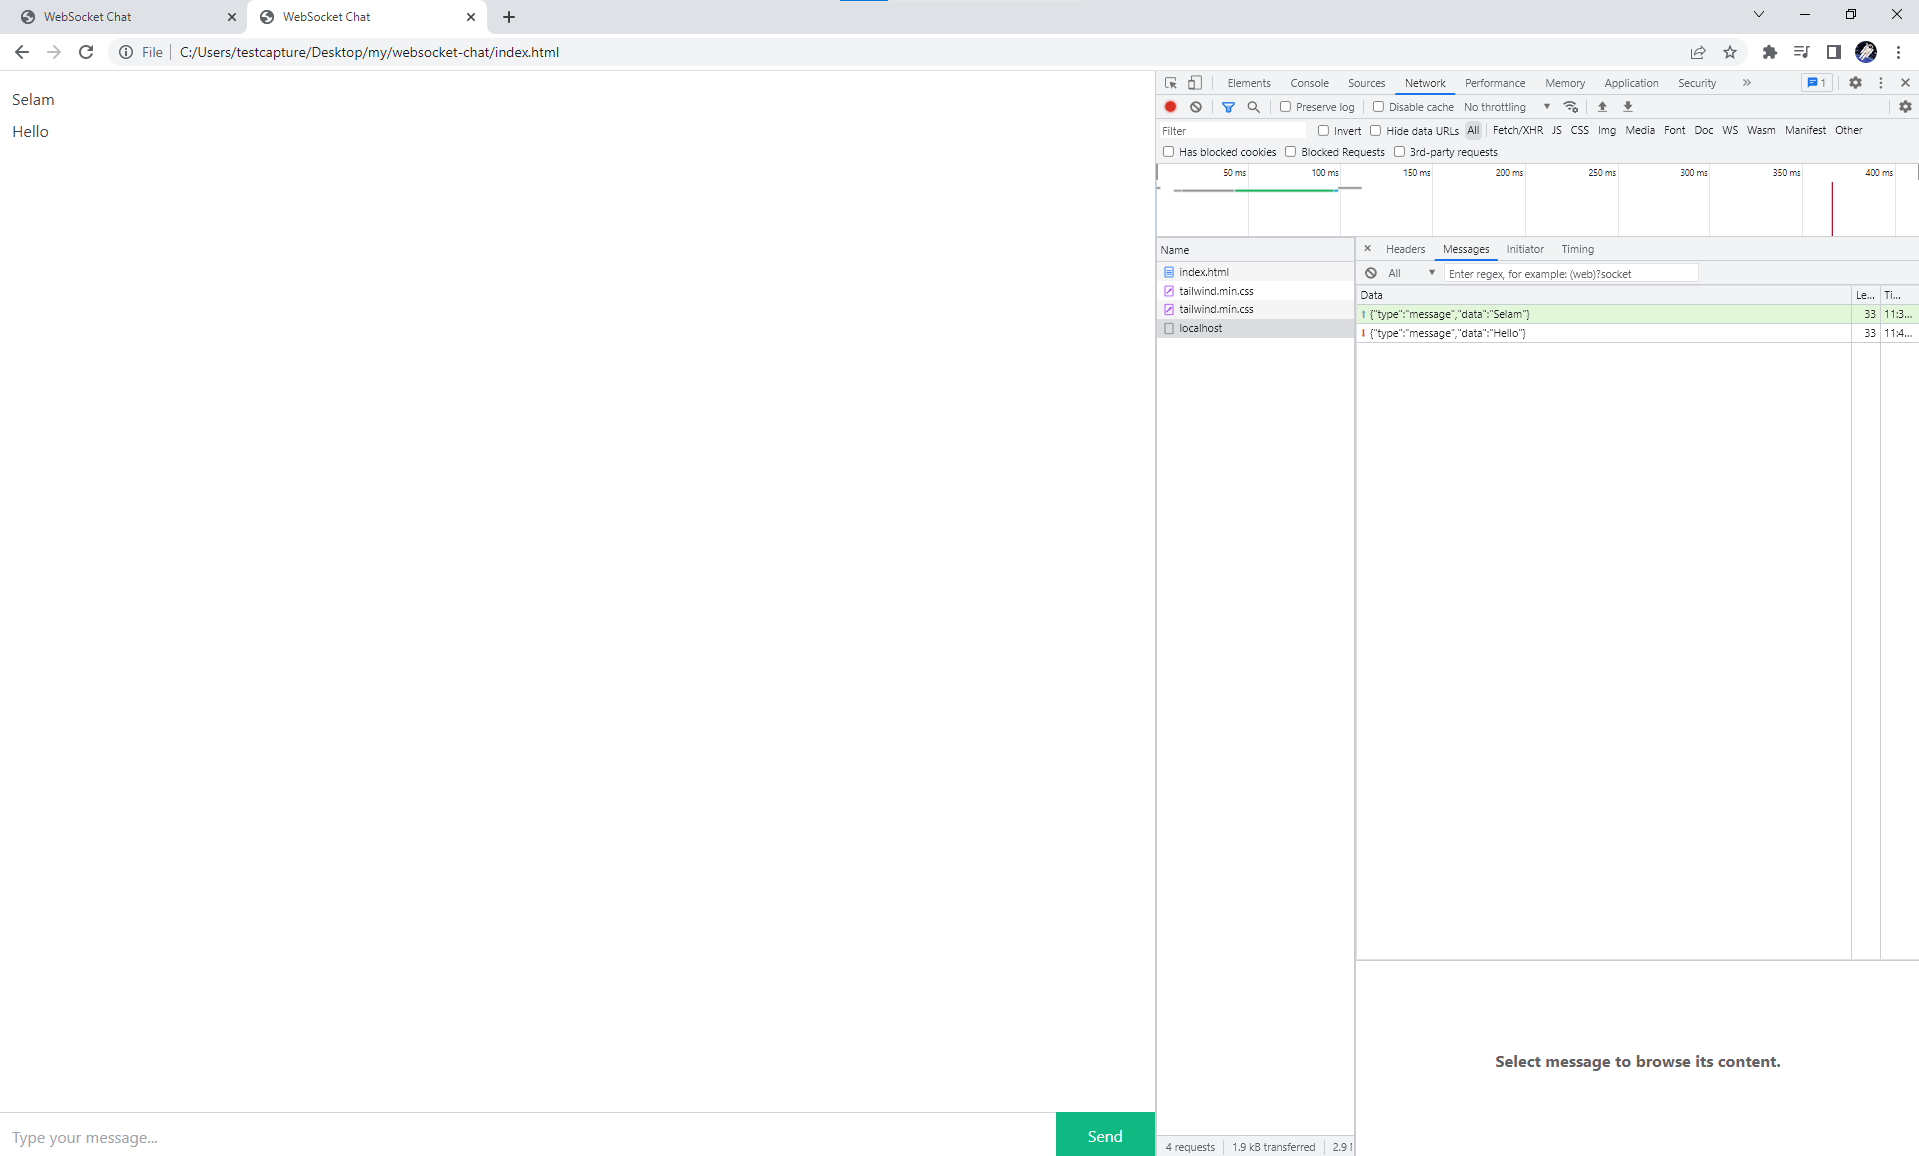 WebSocket Chat
WebSocket Chat
File
C:/Users/testcapture/Desktop/my/websocket-chat/index.html
Selam
Hello
Type your message...
Send
Elements Console Sources Network Performance Memory Application Security » 1
Preserve log Disable cache No throttling
Filter Invert Hide data URLs All Fetch/XHR JS CSS Img Media Font Doc WS Wasm Manifest Other
Has blocked cookies Blocked Requests 3rd-party requests
50 ms 100 ms 150 ms 200 ms 250 ms 300 ms 350 ms 400 ms
Name
index.html
tailwind.min.css
tailwind.min.css
localhost
Headers Messages Initiator Timing
All Enter regex, for example: (web)?socket
Data Le... Ti...
{"type":"message","data":"Selam"} 33 11:3...
{"type":"message","data":"Hello"} 33 11:4...
Select message to browse its content.
4 requests 1.9 kB transferred 2.9